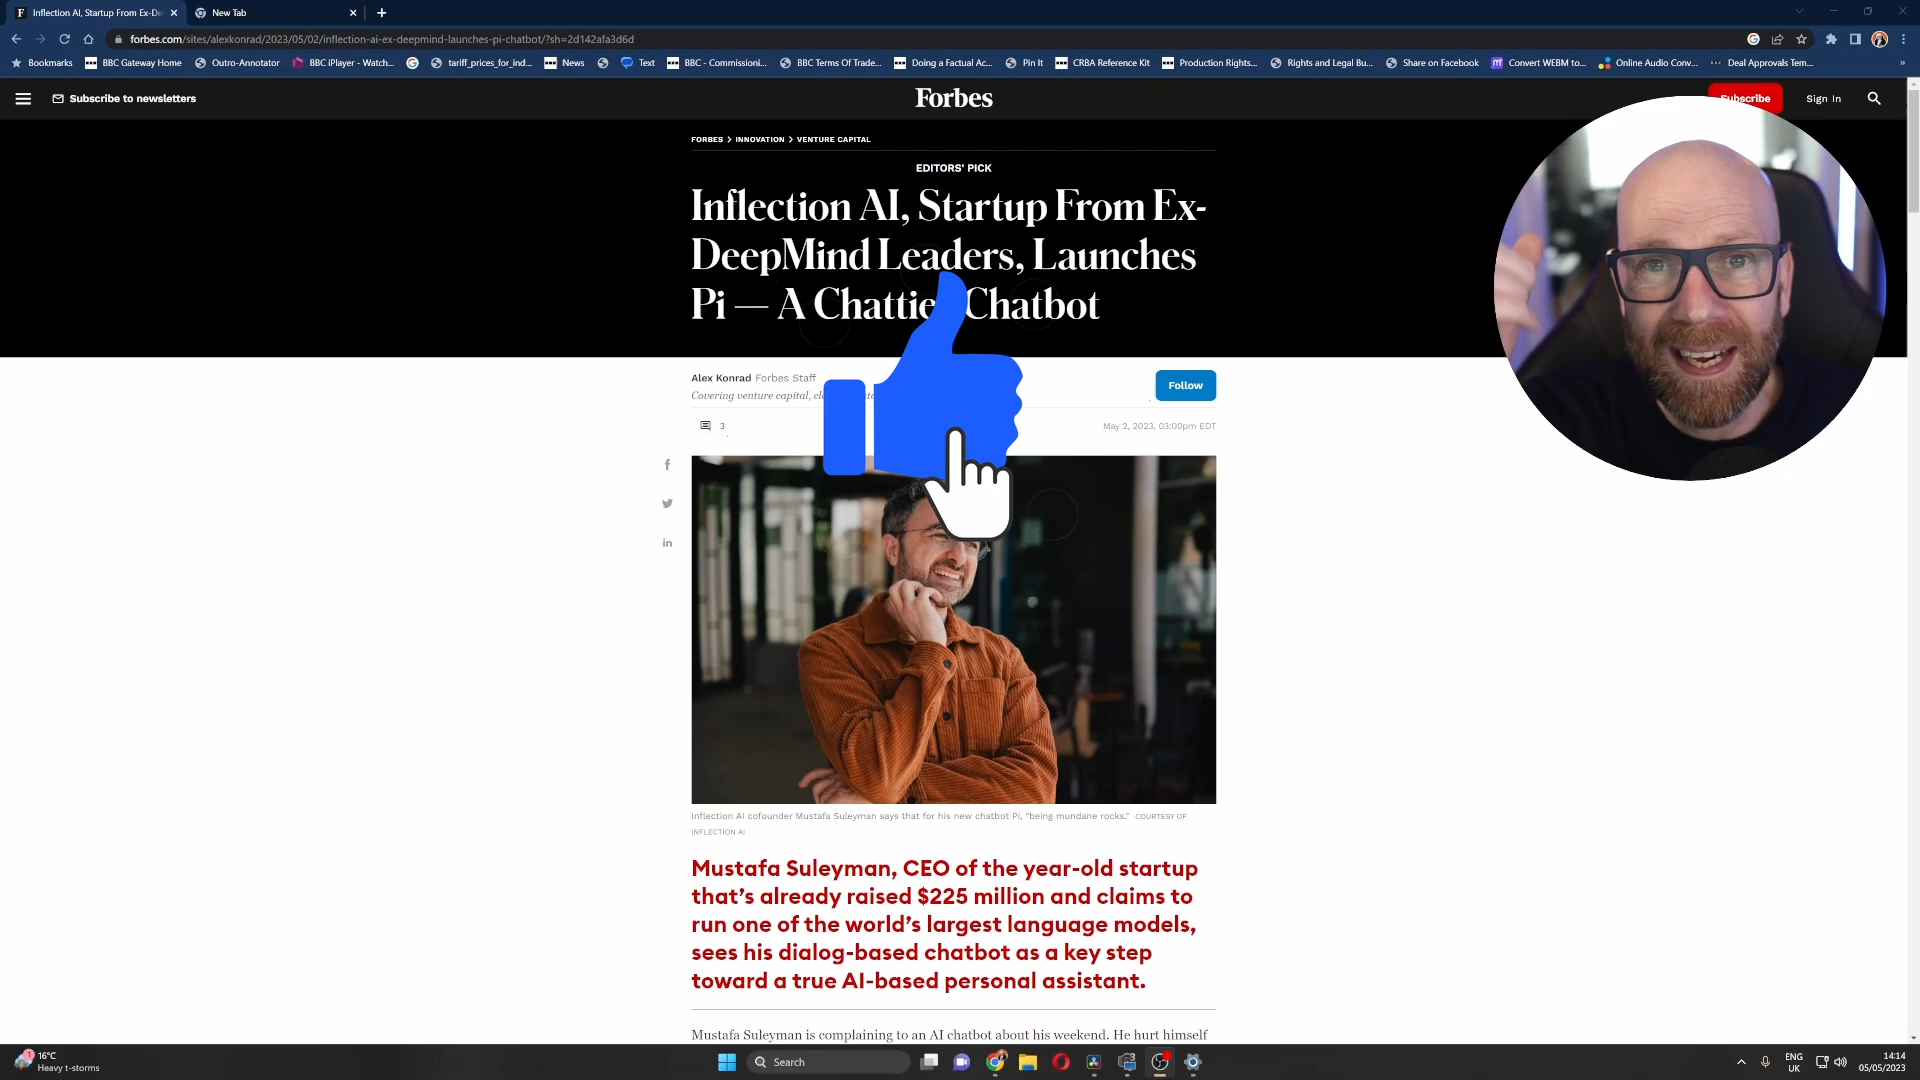 Inflection AI, Startup From Ex-De
New Tab
forbes.com/sites/alexkonrad/2023/05/02/inflection-ai-ex-deepmind-launches-pi-chatbot/?sh=2d142afa3d6d
Bookmarks
BBC Gateway Home
Outro-Annotator
BBC iPlayer - Watch...
tariff_prices_for_ind...
News
Text
BBC - Commissioni...
BBC Terms Of Trade...
Doing a Factual Ac...
Pin It
CRBA Reference Kit
Production Rights...
Rights and Legal Bu...
Share on Facebook
Convert WEBM to...
Online Audio Conv...
Deal Approvals Tem...
Subscribe to newsletters
Forbes
Subscribe
Sign In
FORBES > INNOVATION > VENTURE CAPITAL
EDITORS' PICK
Inflection AI, Startup From Ex-
DeepMind Leaders, Launches
Pi — A Chattie Chatbot
Alex Konrad Forbes Staff
Follow
Covering venture capital,
3
May 2, 2023, 03:00pm EDT
Inflection AI cofounder Mustafa Suleyman says that for his new chatbot Pi, "being mundane rocks." COURTESY OF
INFLECTION AI
Mustafa Suleyman, CEO of the year-old startup
that's already raised $225 million and claims to
run one of the world's largest language models,
sees his dialog-based chatbot as a key step
toward a true AI-based personal assistant.
Mustafa Suleyman is complaining to an AI chatbot about his weekend. He hurt himself
1
16°C
Heavy t-storms
Search
ENG
UK
14:14
05/05/2023